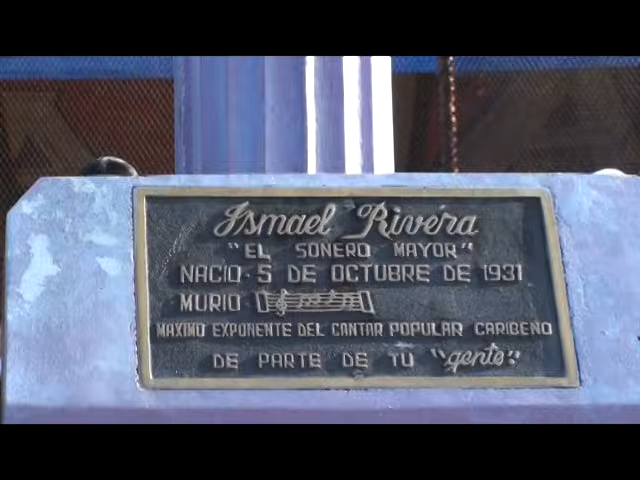 Ismael Rivera
"EL SONERO MAYOR"
NACIO·5 DE OCTUBRE DE 1931
MURIO
MAXIMO EXPONENTE DEL CANTAR POPULAR CARIBEÑO
DE PARTE DE TU "gente"